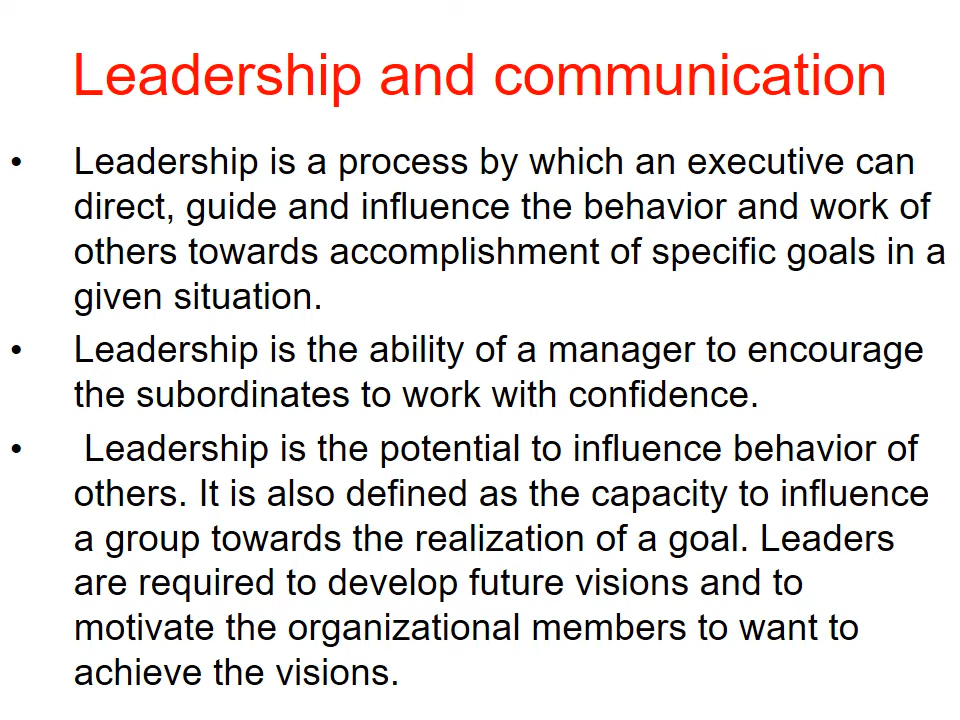 Leadership and communication
• Leadership is a process by which an executive can
direct, guide and influence the behavior and work of
others towards accomplishment of specific goals in a
given situation.
• Leadership is the ability of a manager to encourage
the subordinates to work with confidence.
• Leadership is the potential to influence behavior of
others. It is also defined as the capacity to influence
a group towards the realization of a goal. Leaders
are required to develop future visions and to
motivate the organizational members to want to
achieve the visions.